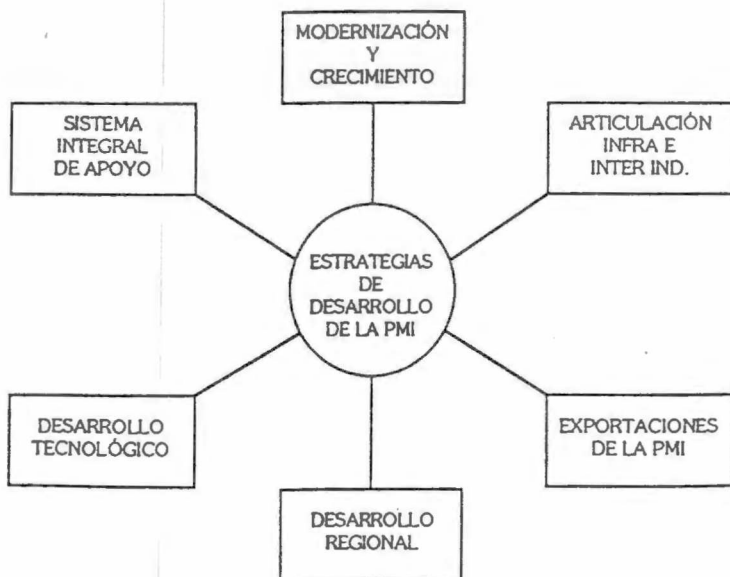 MODERNIZACIÓN
Y
CRECIMIENTO
SISTEMA
INTEGRAL
DE APOYO
ARTICULACIÓN
INFRA E
INTER IND.
ESTRATEGIAS
DE
DESARROLLO
DE LA PMI
DESARROLLO
TECNOLÓGICO
EXPORTACIONES
DE LA PMI
DESARROLLO
REGIONAL